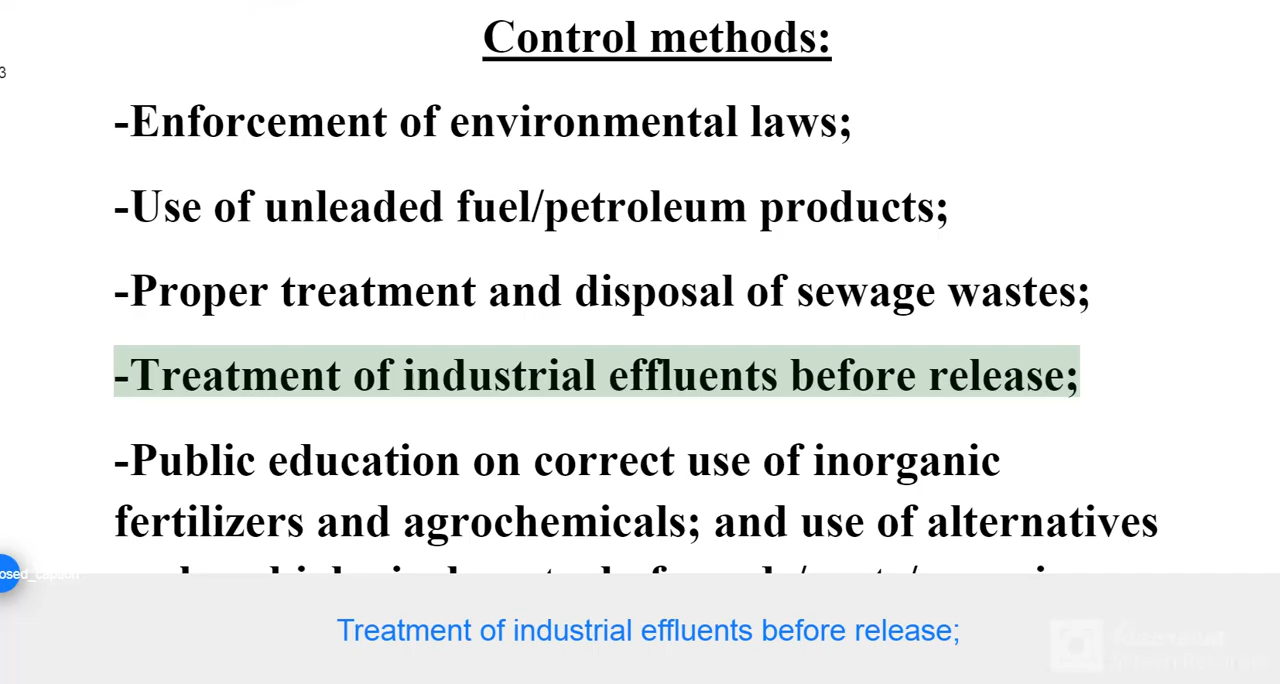 Control methods:
3
-Enforcement of environmental laws;
-Use of unleaded fuel/petroleum products;
-Proper treatment and disposal of sewage wastes;
-Treatment of industrial effluents before release;
-Public education on correct use of inorganic
fertilizers and agrochemicals; and use of alternatives
osed_caption
Treatment of industrial effluents before release;